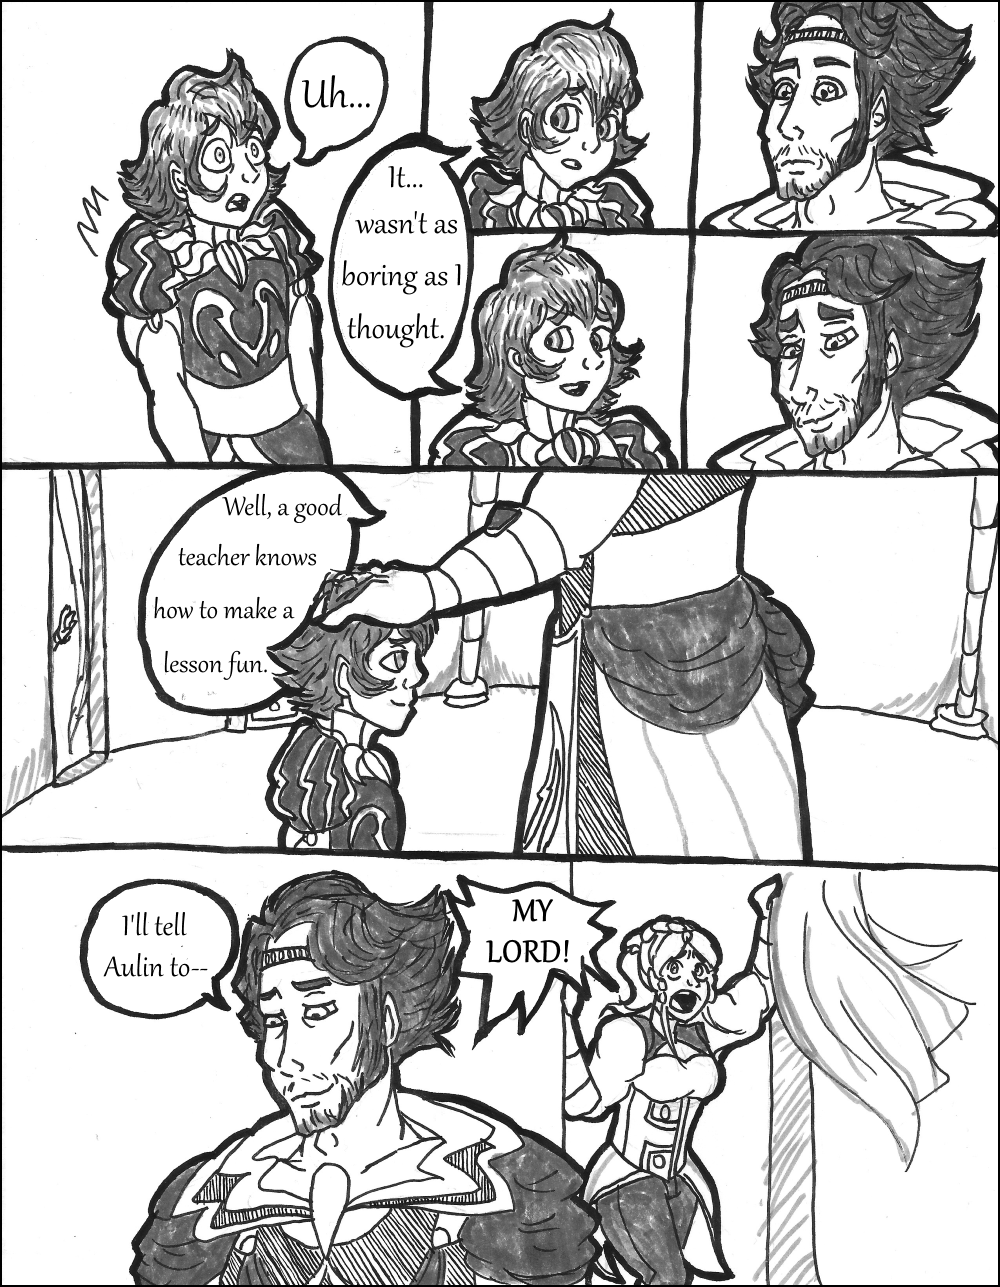 Uh...
It...
wasn't as
boring as I
thought.
Well, a good
teacher knows
how to make a
lesson fun.
I'll tell
Aulin to--
MY
LORD!